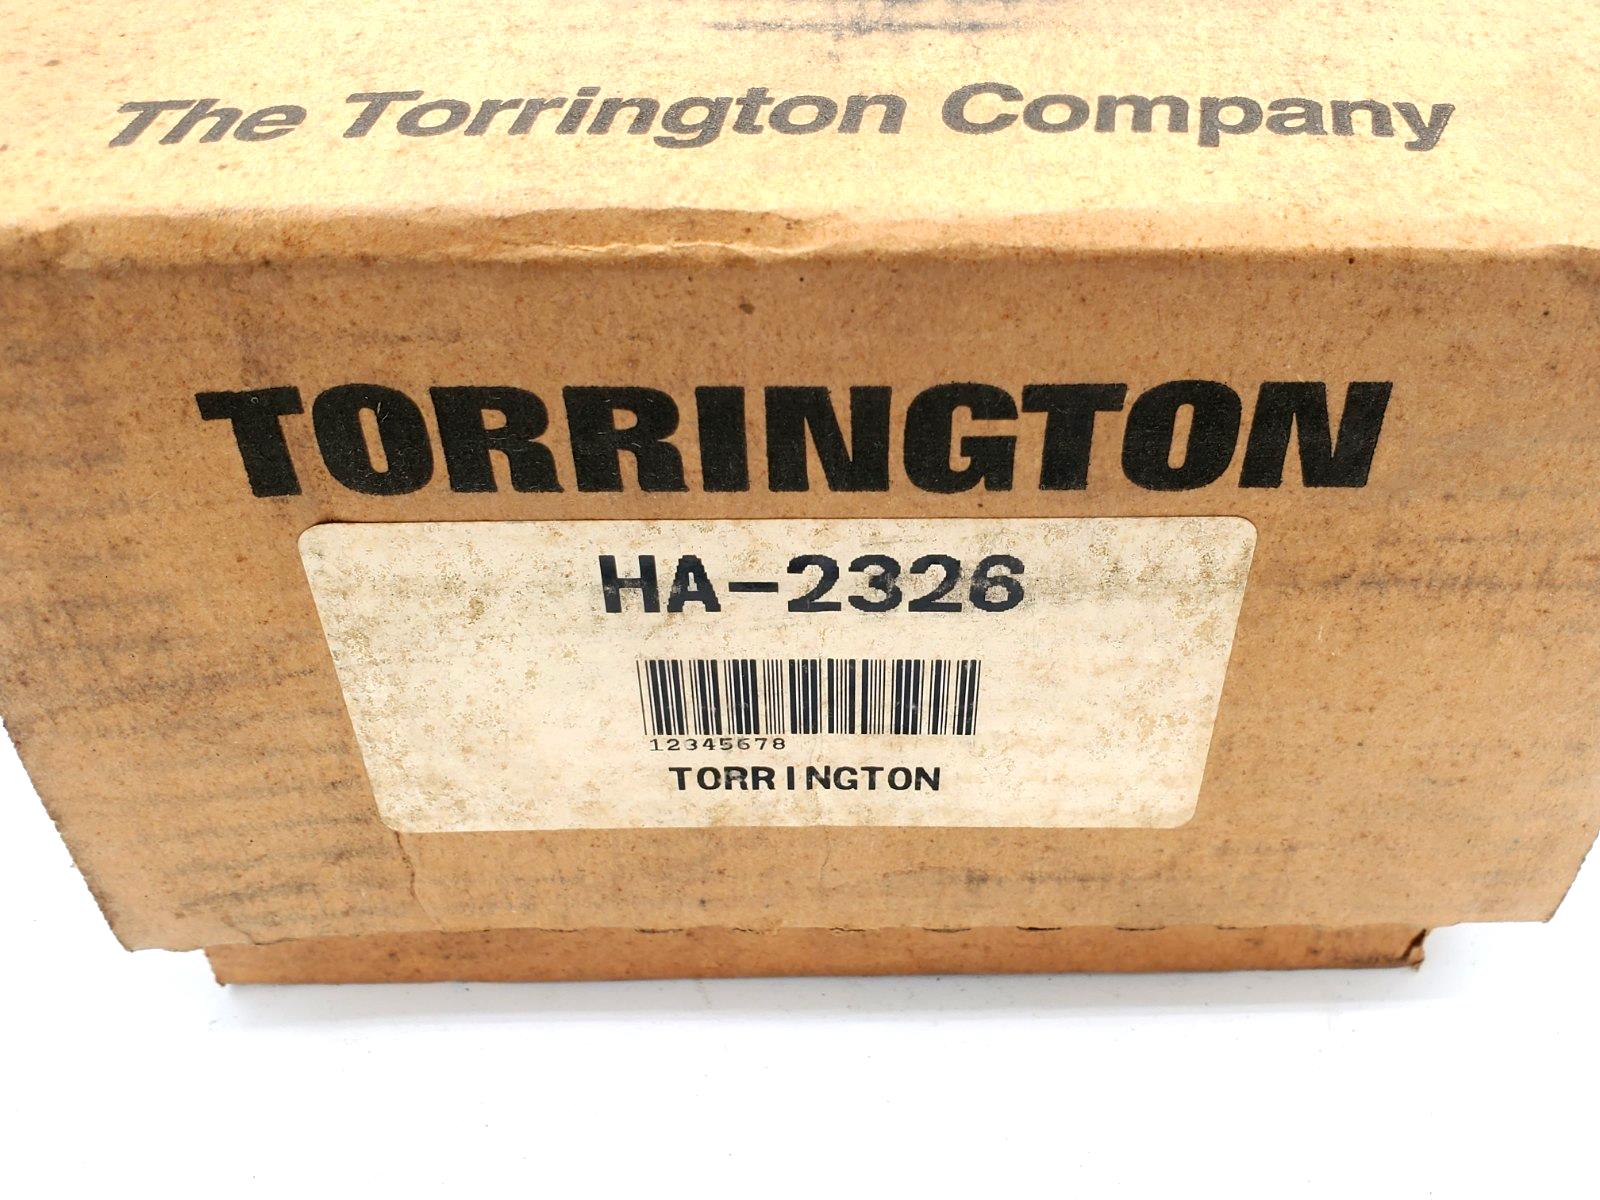 The Torrington Company
TORRINGTON
HA-2326
12345678
TORRINGTON